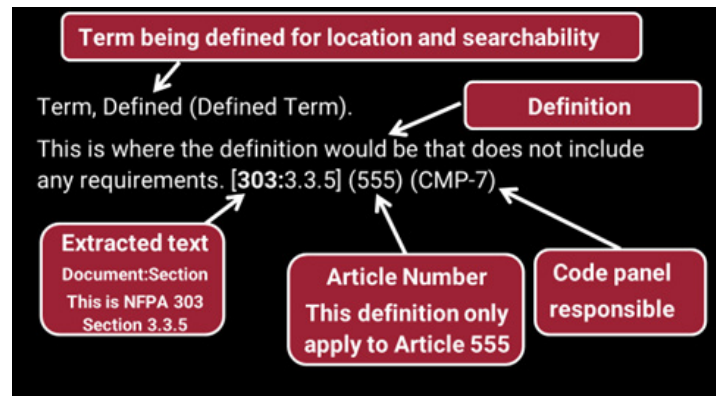 Term being defined for location and searchability
Term, Defined (Defined Term).
Definition
This is where the definition would be that does not include
any requirements. [303:3.3.5] (555) (CMP-7)
Extracted text
Document:Section
This is NFPA 303
Section 3.3.5
Article Number
This definition only
apply to Article 555
Code panel
responsible